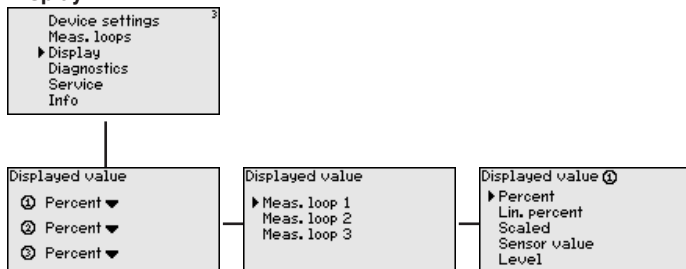 Device settings 3
Meas. loops
Display
Diagnostics
Service
Info
Displayed value
① Percent
② Percent
③ Percent
Displayed value
Meas. loop 1
Meas. loop 2
Meas. loop 3
Displayed value ①
Percent
Lin. percent
Scaled
Sensor value
Level